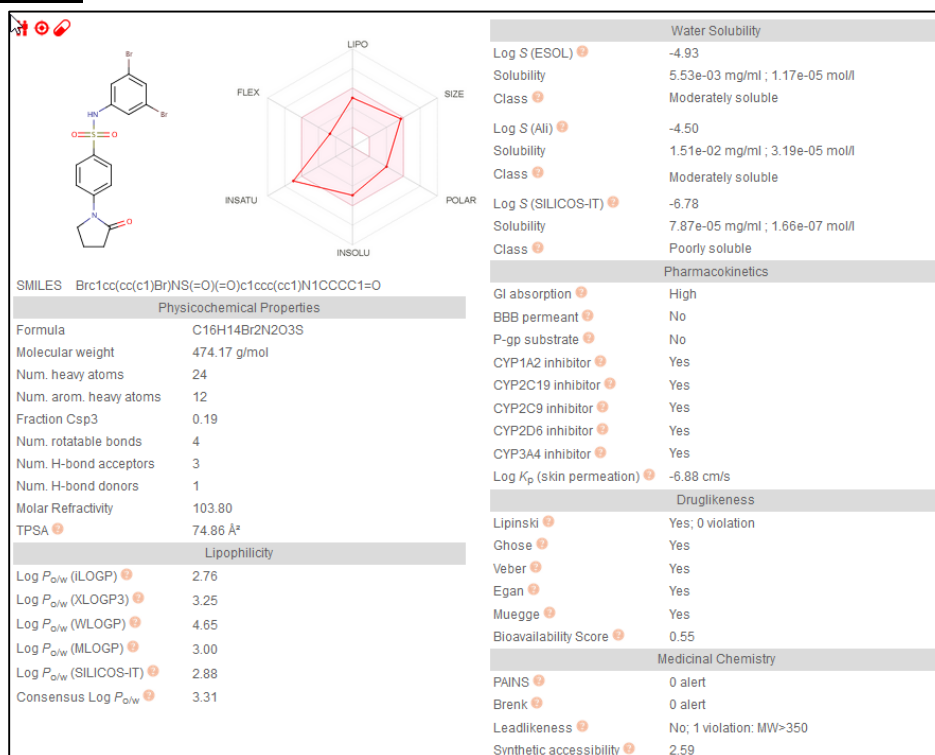 Br
Br
HN
O
S
O
N
O
LIPO
FLEX
SIZE
INSATU
POLAR
INSOLU
SMILES Brc1cc(cc(c1)Br)NS(=O)(=O)c1ccc(cc1)N1CCCC1=O
Physicochemical Properties
Formula C16H14Br2N2O3S
Molecular weight 474.17 g/mol
Num. heavy atoms 24
Num. arom. heavy atoms 12
Fraction Csp3 0.19
Num. rotatable bonds 4
Num. H-bond acceptors 3
Num. H-bond donors 1
Molar Refractivity 103.80
TPSA ? 74.86 Å²
Lipophilicity
Log Po/w (iLOGP) ? 2.76
Log Po/w (XLOGP3) ? 3.25
Log Po/w (WLOGP) ? 4.65
Log Po/w (MLOGP) ? 3.00
Log Po/w (SILICOS-IT) ? 2.88
Consensus Log Po/w ? 3.31
Water Solubility
Log S (ESOL) ? -4.93
Solubility 5.53e-03 mg/ml ; 1.17e-05 mol/l
Class ? Moderately soluble
Log S (Ali) ? -4.50
Solubility 1.51e-02 mg/ml ; 3.19e-05 mol/l
Class ? Moderately soluble
Log S (SILICOS-IT) ? -6.78
Solubility 7.87e-05 mg/ml ; 1.66e-07 mol/l
Class ? Poorly soluble
Pharmacokinetics
GI absorption ? High
BBB permeant ? No
P-gp substrate ? No
CYP1A2 inhibitor ? Yes
CYP2C19 inhibitor ? Yes
CYP2C9 inhibitor ? Yes
CYP2D6 inhibitor ? Yes
CYP3A4 inhibitor ? Yes
Log Kp (skin permeation) ? -6.88 cm/s
Druglikeness
Lipinski ? Yes; 0 violation
Ghose ? Yes
Veber ? Yes
Egan ? Yes
Muegge ? Yes
Bioavailability Score ? 0.55
Medicinal Chemistry
PAINS ? 0 alert
Brenk ? 0 alert
Leadlikeness ? No; 1 violation: MW>350
Synthetic accessibility ? 2.59